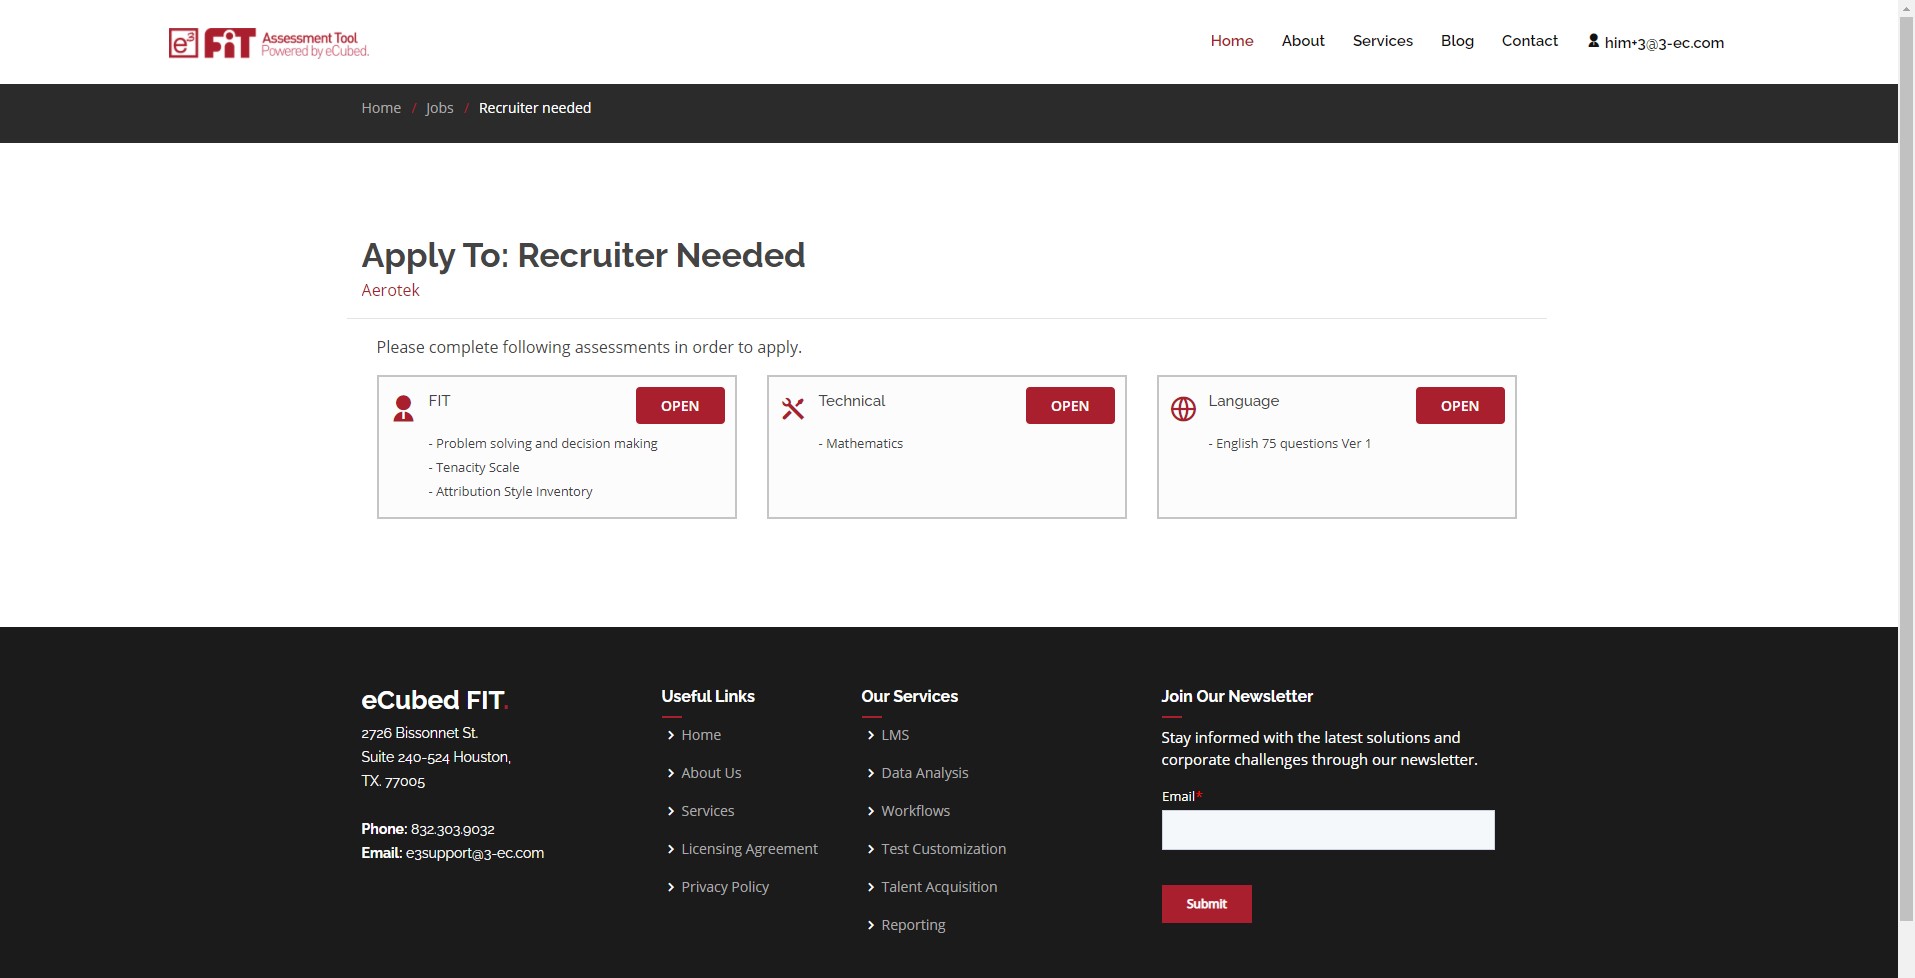 e³ FiT Assessment Tool
Powered by eCubed.
Home About Services Blog Contact him+3@3-ec.com
Home / Jobs / Recruiter needed
Apply To: Recruiter Needed
Aerotek
Please complete following assessments in order to apply.
FIT
OPEN
- Problem solving and decision making
- Tenacity Scale
- Attribution Style Inventory
Technical
OPEN
- Mathematics
Language
OPEN
- English 75 questions Ver 1
eCubed FIT.
2726 Bissonnet St.
Suite 240-524 Houston,
TX. 77005
Phone: 832.303.9032
Email: e3support@3-ec.com
Useful Links
Home
About Us
Services
Licensing Agreement
Privacy Policy
Our Services
LMS
Data Analysis
Workflows
Test Customization
Talent Acquisition
Reporting
Join Our Newsletter
Stay informed with the latest solutions and
corporate challenges through our newsletter.
Email*
Submit